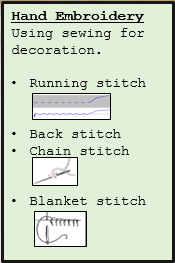 Hand Embroidery
Using sewing for
decoration.
• Running stitch
• Back stitch
• Chain stitch
• Blanket stitch